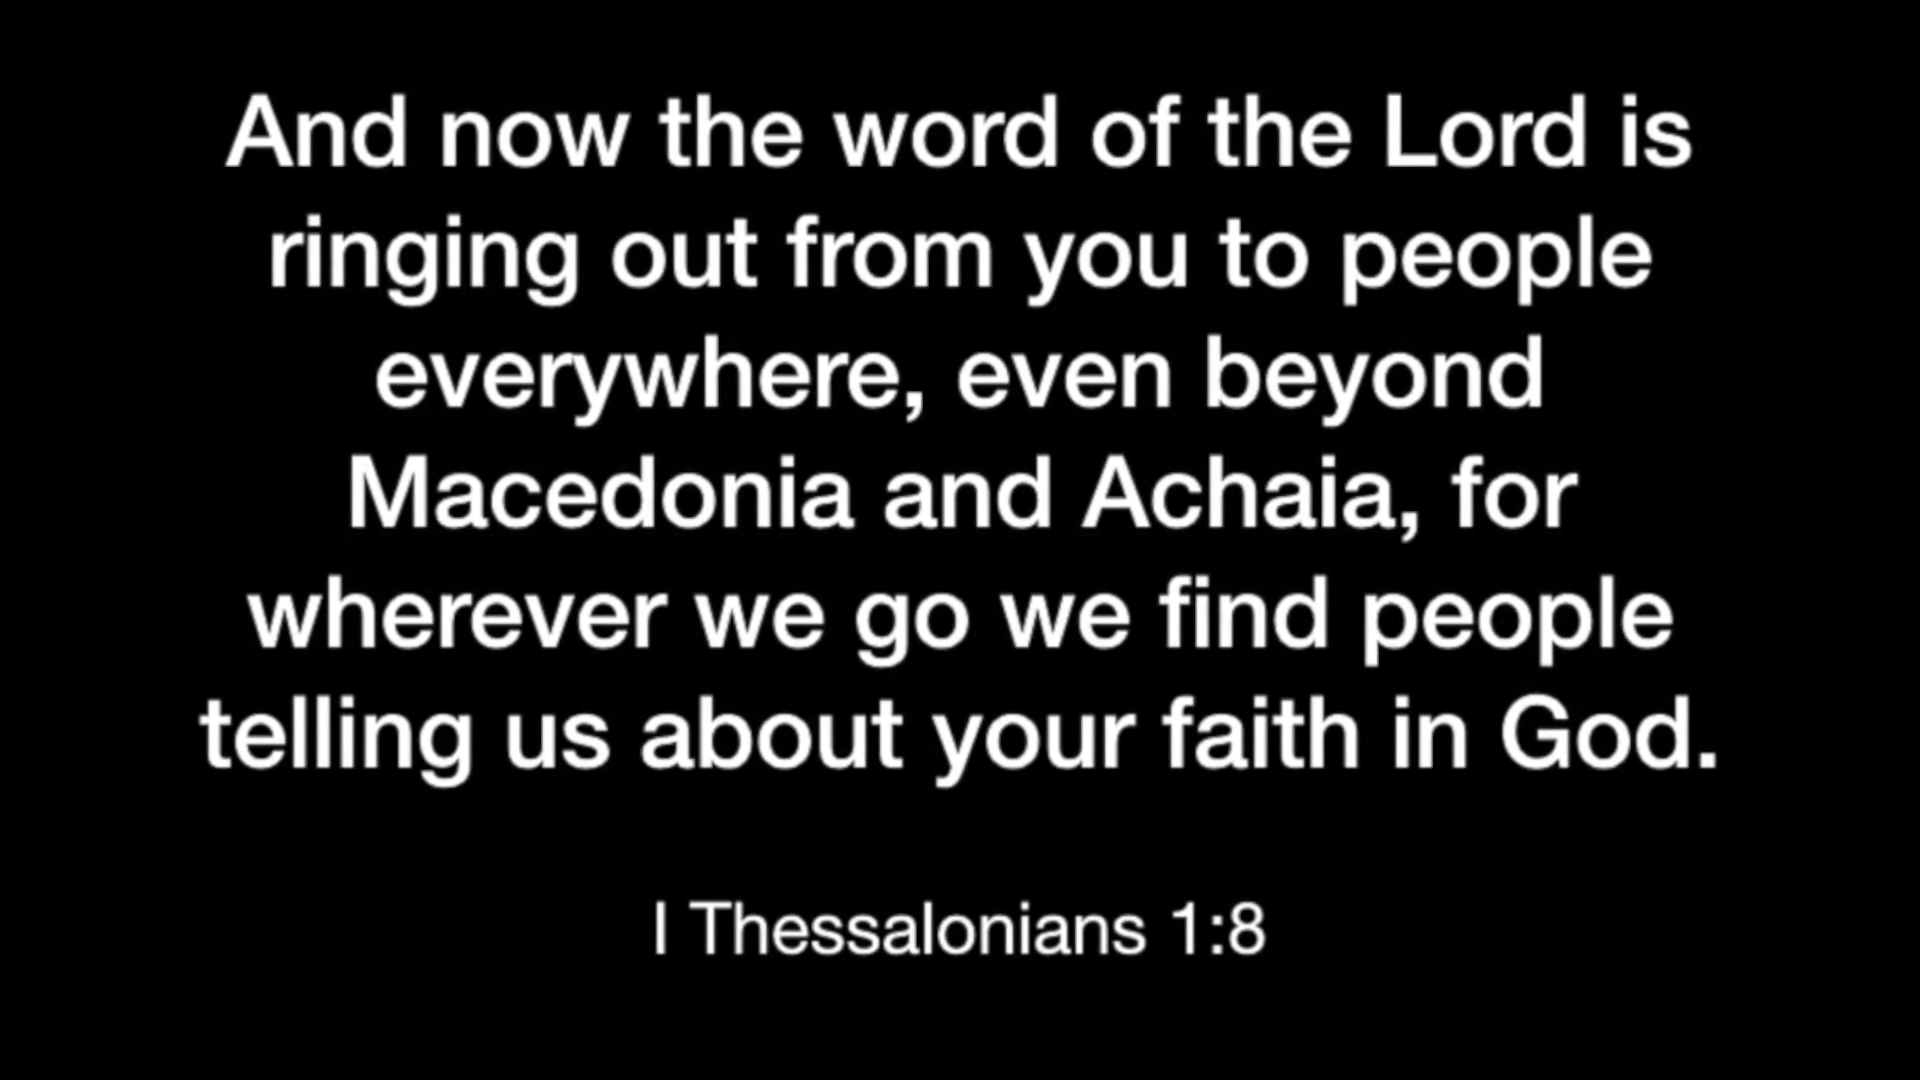 And now the word of the Lord is
ringing out from you to people
everywhere, even beyond
Macedonia and Achaia, for
wherever we go we find people
telling us about your faith in God.
I Thessalonians 1:8